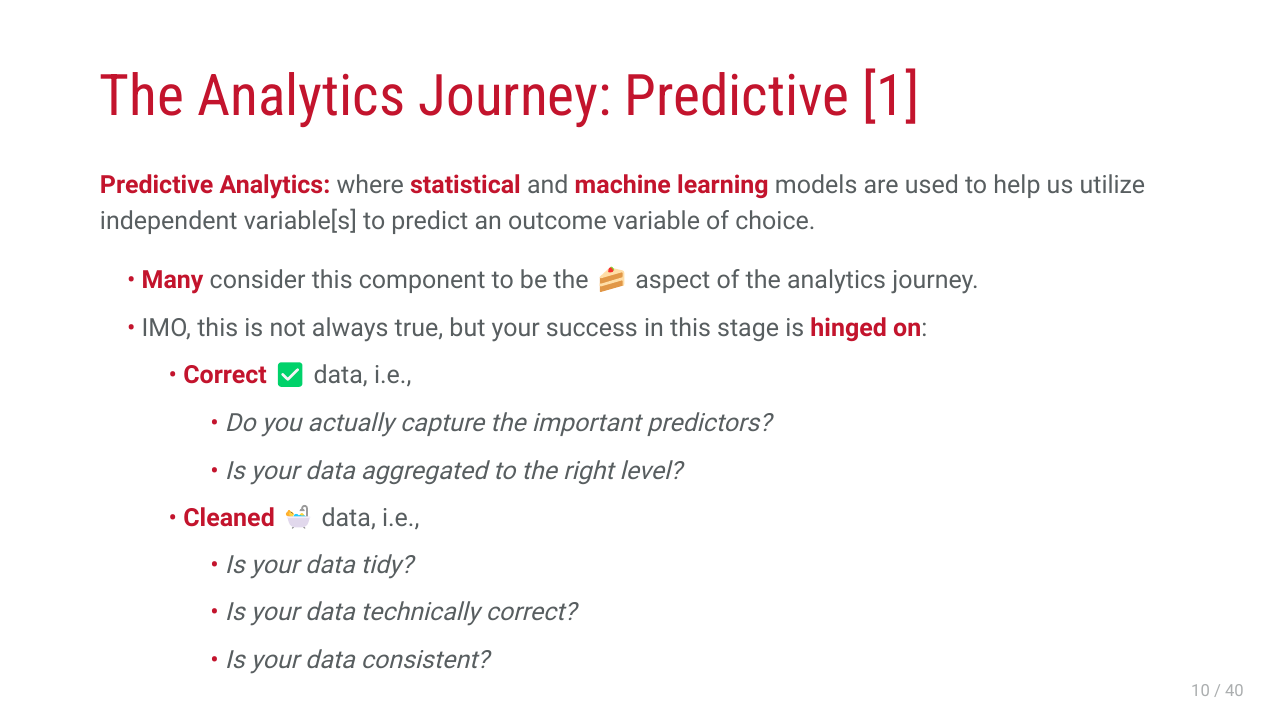 The Analytics Journey: Predictive [1]
Predictive Analytics: where statistical and machine learning models are used to help us utilize
independent variable[s] to predict an outcome variable of choice.
• Many consider this component to be the 🍰 aspect of the analytics journey.
• IMO, this is not always true, but your success in this stage is hinged on:
• Correct ✅ data, i.e.,
• Do you actually capture the important predictors?
• Is your data aggregated to the right level?
• Cleaned 🛀 data, i.e.,
• Is your data tidy?
• Is your data technically correct?
• Is your data consistent?
10 / 40